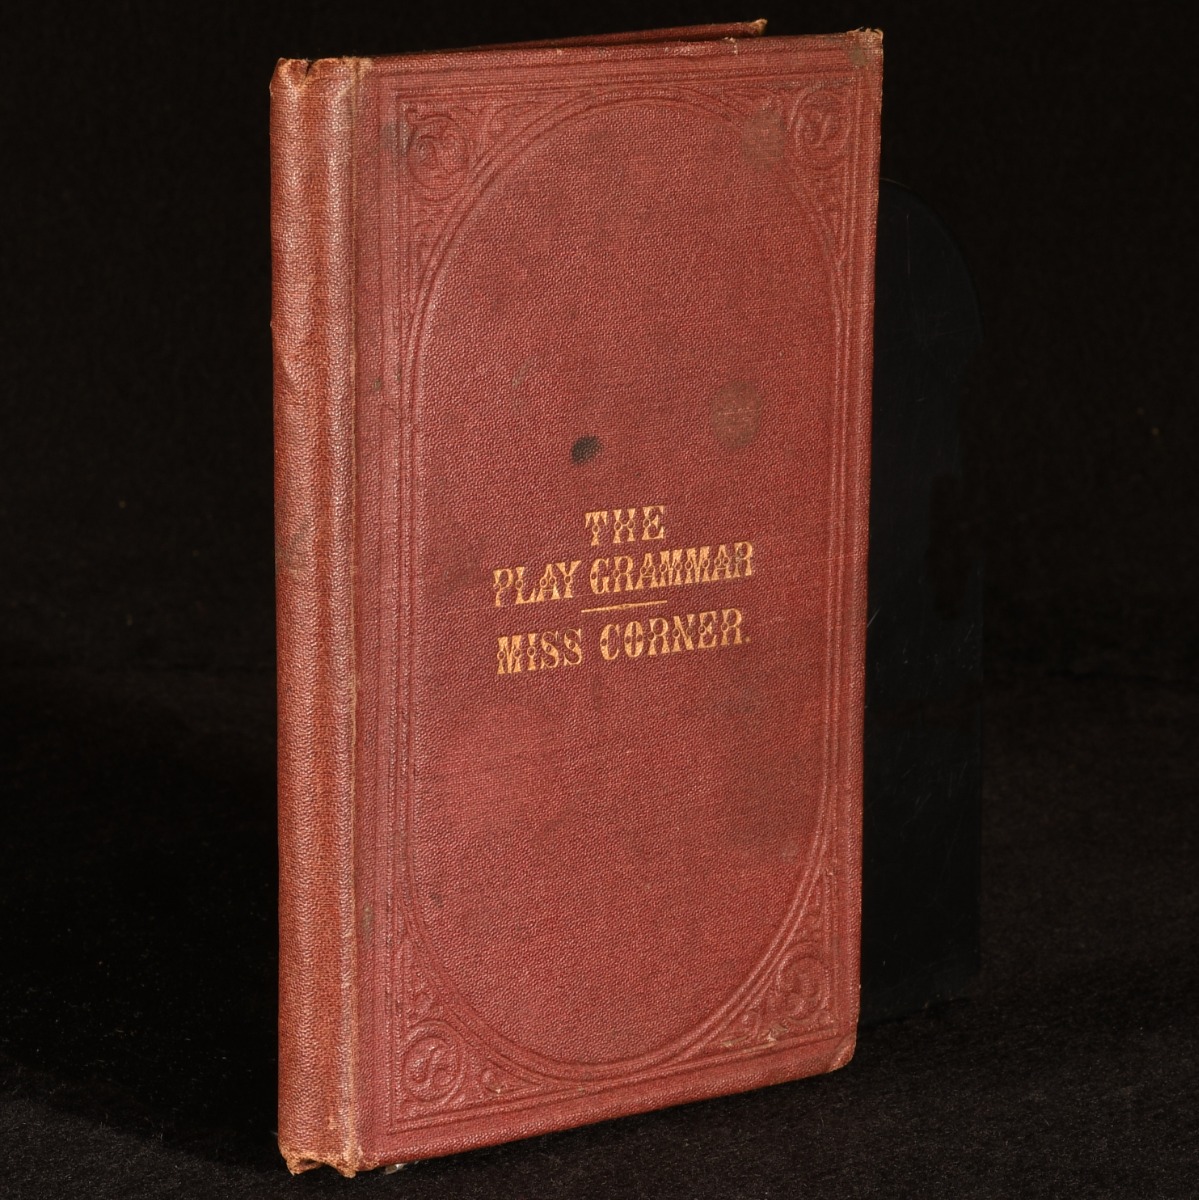 THE
PLAY GRAMMAR
MISS CORNER.